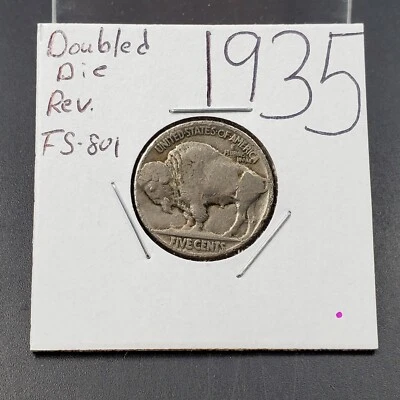 Doubled
Die
Rev.
FS-801
1935
UNITED STATES OF AMERICA
FIVE CENTS